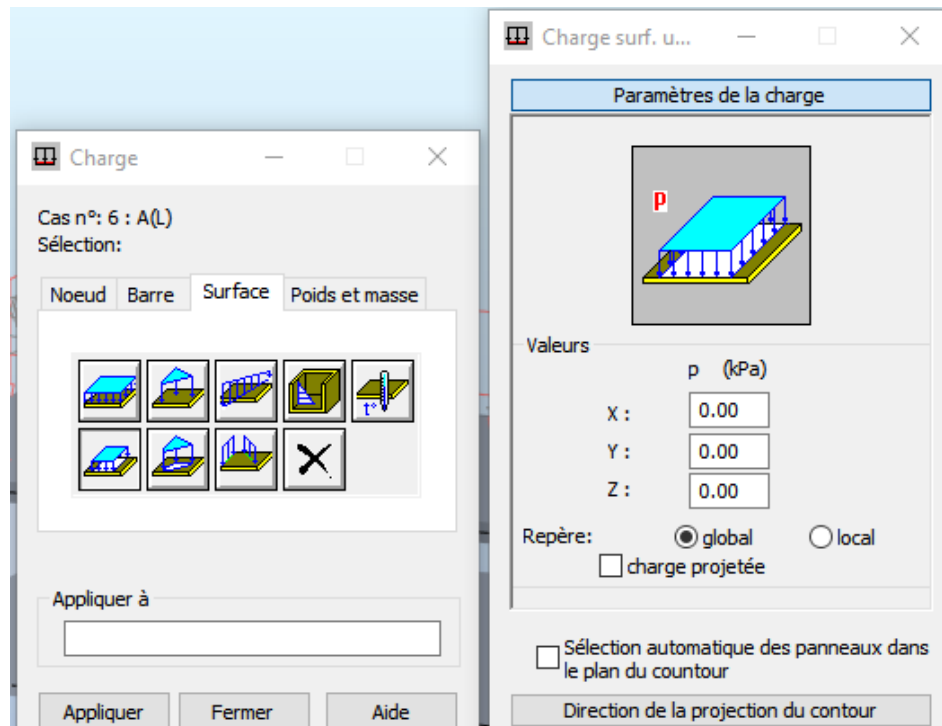 Charge
Cas n°: 6 : A(L)
Sélection:
Noeud Barre Surface Poids et masse
t°
Appliquer à
Appliquer Fermer Aide
Charge surf. u...
Paramètres de la charge
p
Valeurs
p (kPa)
X : 0.00
Y : 0.00
Z : 0.00
Repère: global local
charge projetée
Sélection automatique des panneaux dans
le plan du countour
Direction de la projection du contour